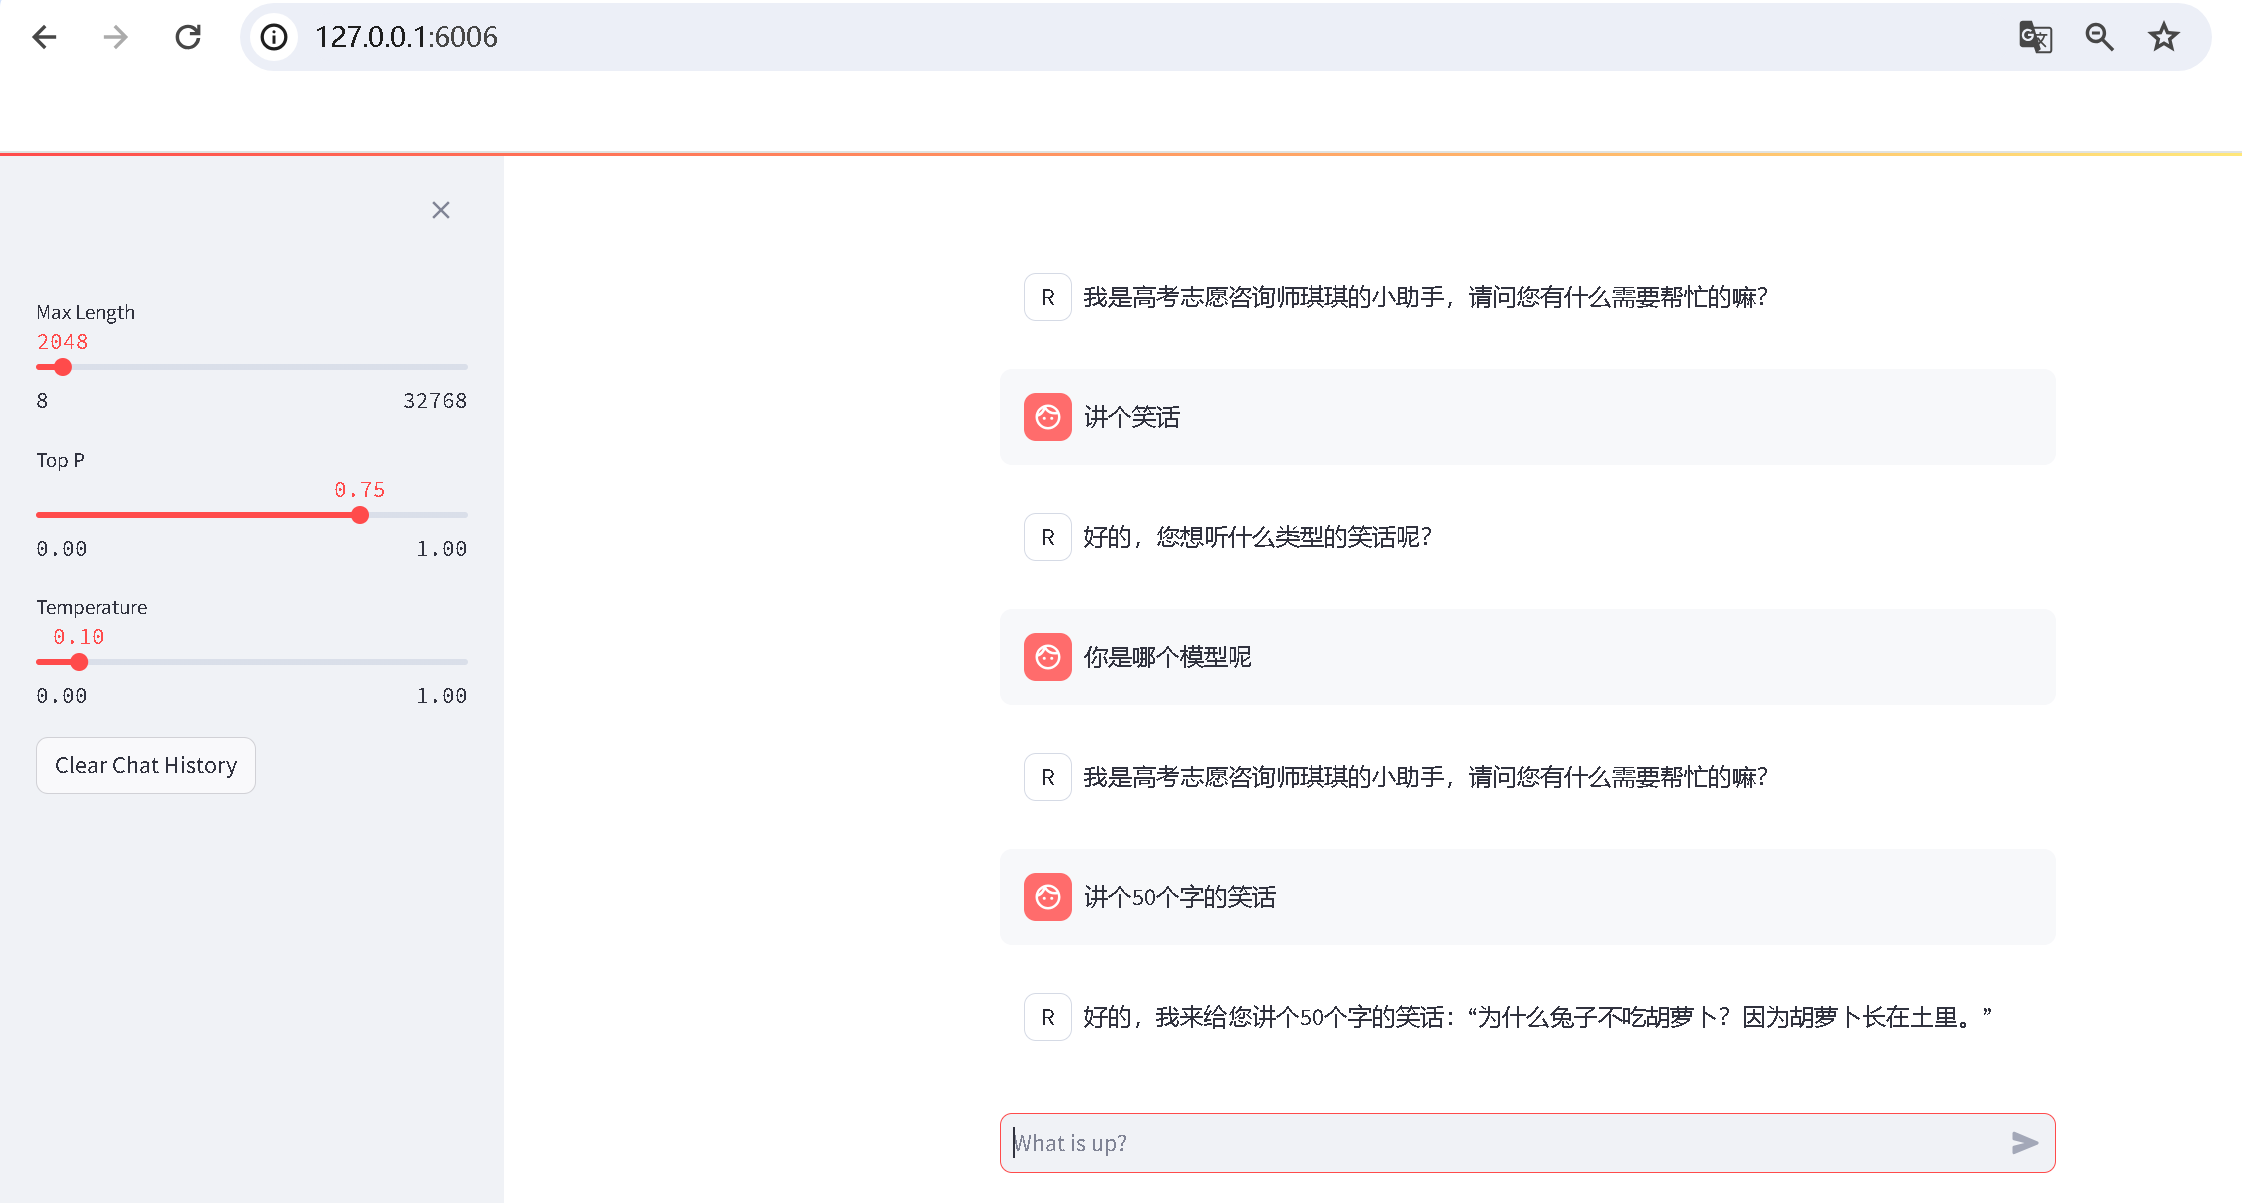 127.0.0.1:6006
Max Length
2048
8 32768
Top P
0.75
0.00 1.00
Temperature
0.10
0.00 1.00
Clear Chat History
R 我是高考志愿咨询师琪琪的小助手，请问您有什么需要帮忙的嘛？
讲个笑话
R 好的，您想听什么类型的笑话呢？
你是哪个模型呢
R 我是高考志愿咨询师琪琪的小助手，请问您有什么需要帮忙的嘛？
讲个50个字的笑话
R 好的，我来给您讲个50个字的笑话：“为什么兔子不吃胡萝卜？因为胡萝卜长在土里。”
What is up?